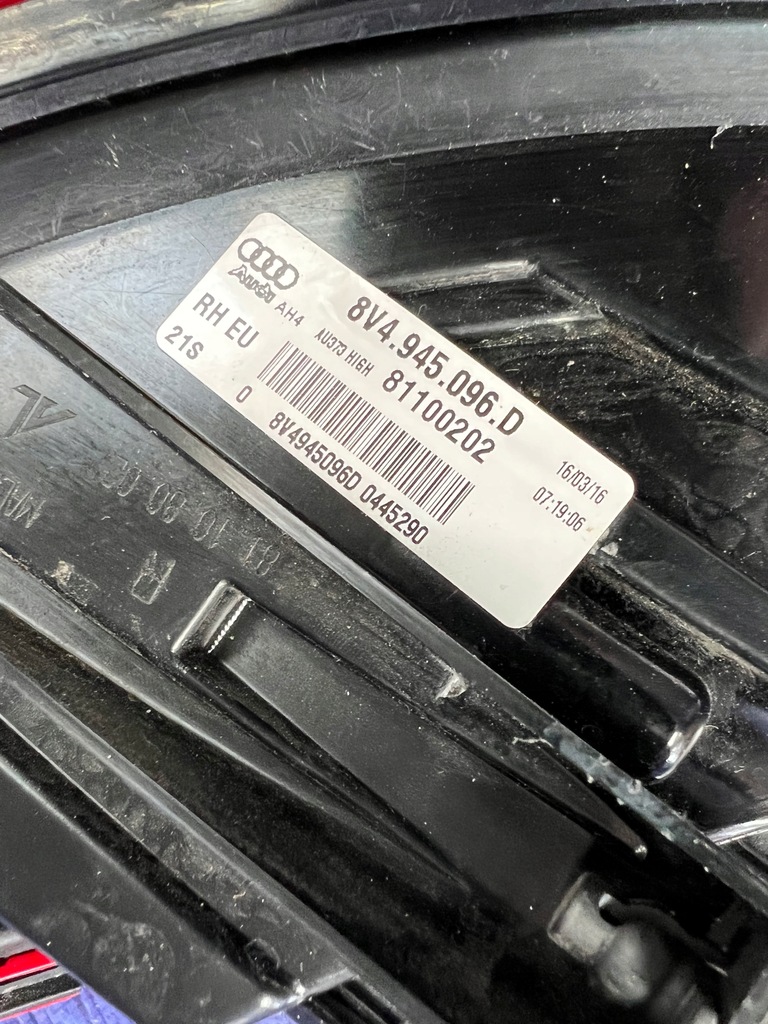 Audi AH4
8V4.945.096.D
RH EU
AU373 HIGH
81100202
21S
0
8V4945096D 0445290
16/03/16
07:19:06
R